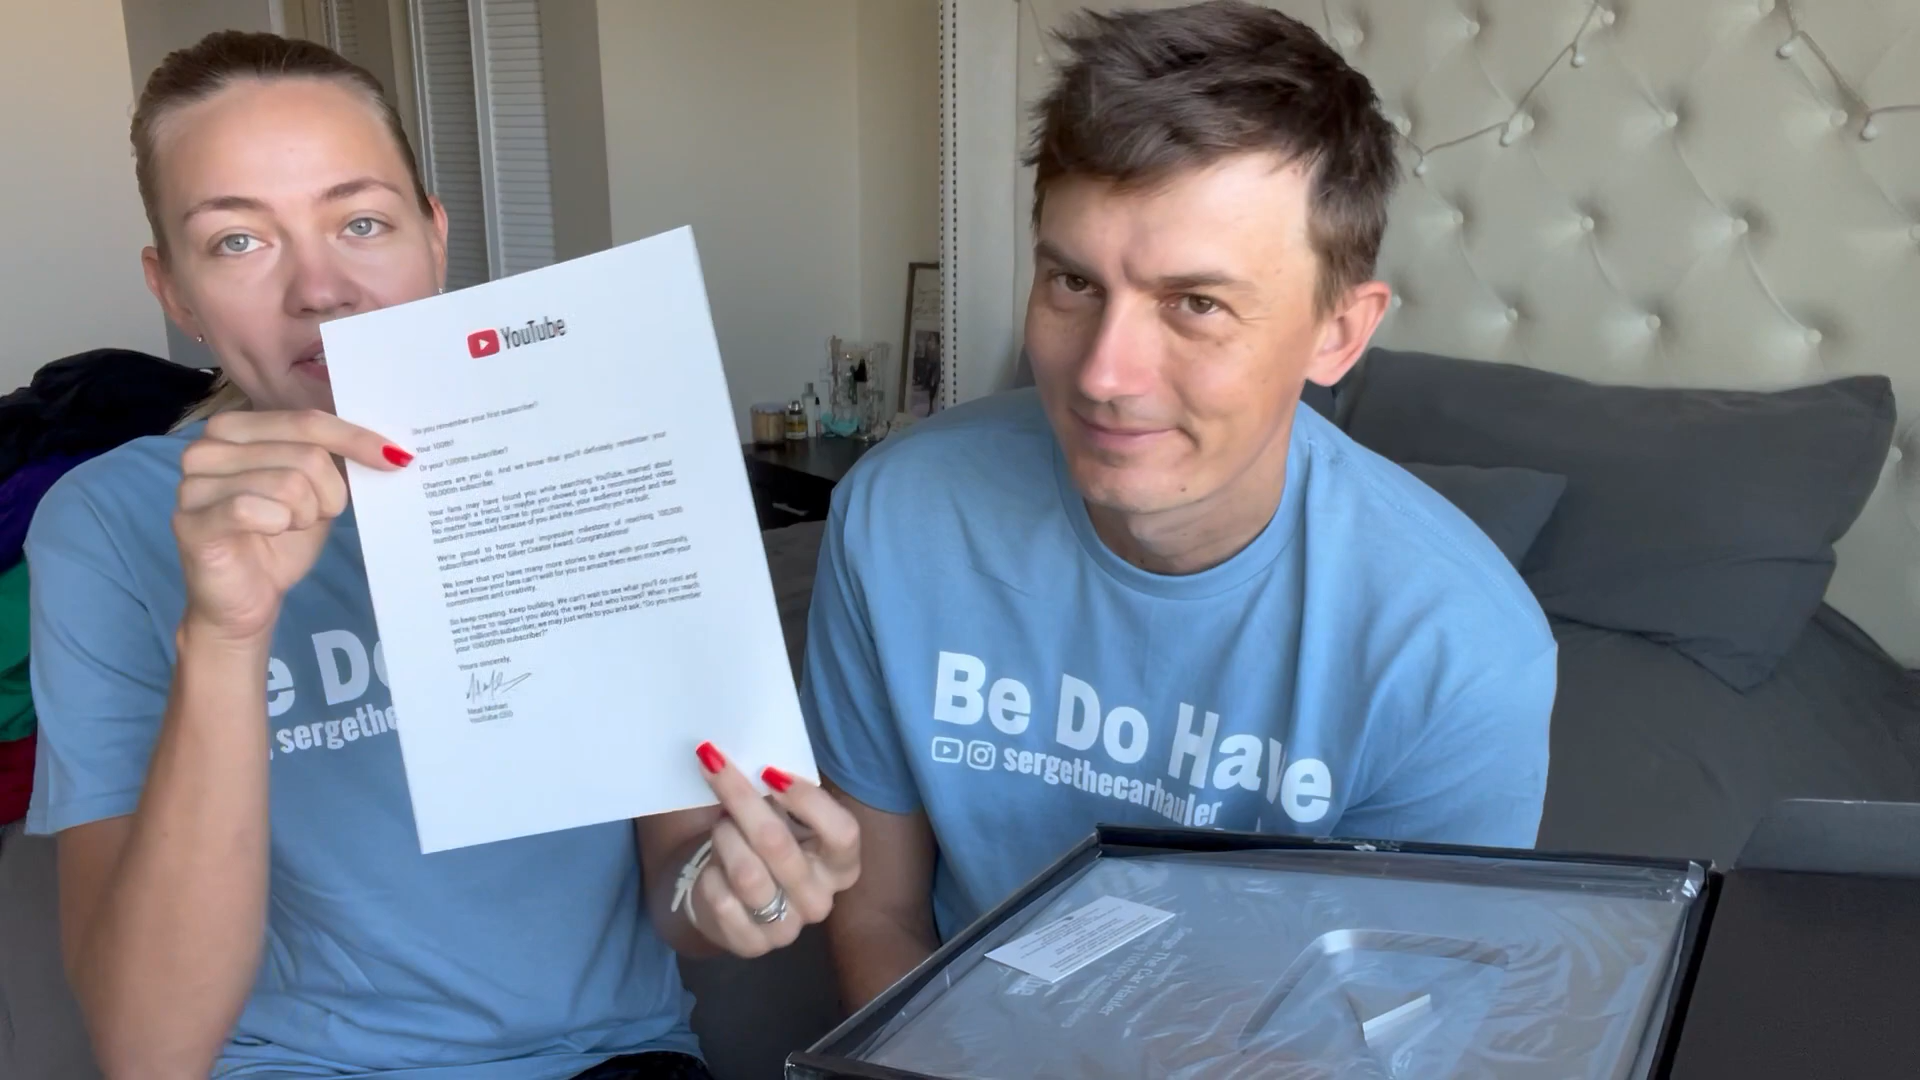 YouTube
Do you remember your first subscriber?
Your 100th?
Or your 1,000th subscriber?
Chances are you do. And we know that you'll definitely remember your
100,000th subscriber.
Your fans may have found you while searching YouTube, learned about
you through a friend, or maybe you showed up as a recommended video.
No matter how they came to your channel, your audience stayed and their
numbers increased because of you and the community you've built.
We're proud to honor your impressive milestone of reaching 100,000
subscribers with the Silver Creator Award. Congratulations!
We know that you have many more stories to share with your community.
And we know your fans can't wait for you to amaze them even more with your
commitment and creativity.
So keep creating. Keep building. We can't wait to see what you'll do next and
we're here to support you along the way. And who knows? When you reach
your millionth subscriber, we may just write to you and ask, "Do you remember
your 100,000th subscriber?"
Yours sincerely,
Neal Mohan
YouTube CEO
e Do
sergethe
Be Do Have
sergethecarhauler
Serge The Car Hauler